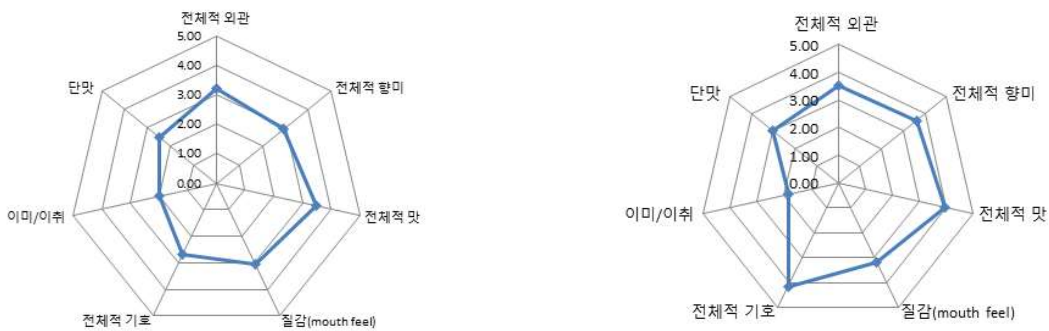 전체적 외관
5.00
4.00
3.00
2.00
1.00
0.00
전체적 향미
전체적 맛
질감(mouth feel)
전체적 기호
이미/이취
단맛
전체적 외관
5.00
4.00
3.00
2.00
1.00
0.00
전체적 향미
전체적 맛
질감(mouth feel)
전체적 기호
이미/이취
단맛